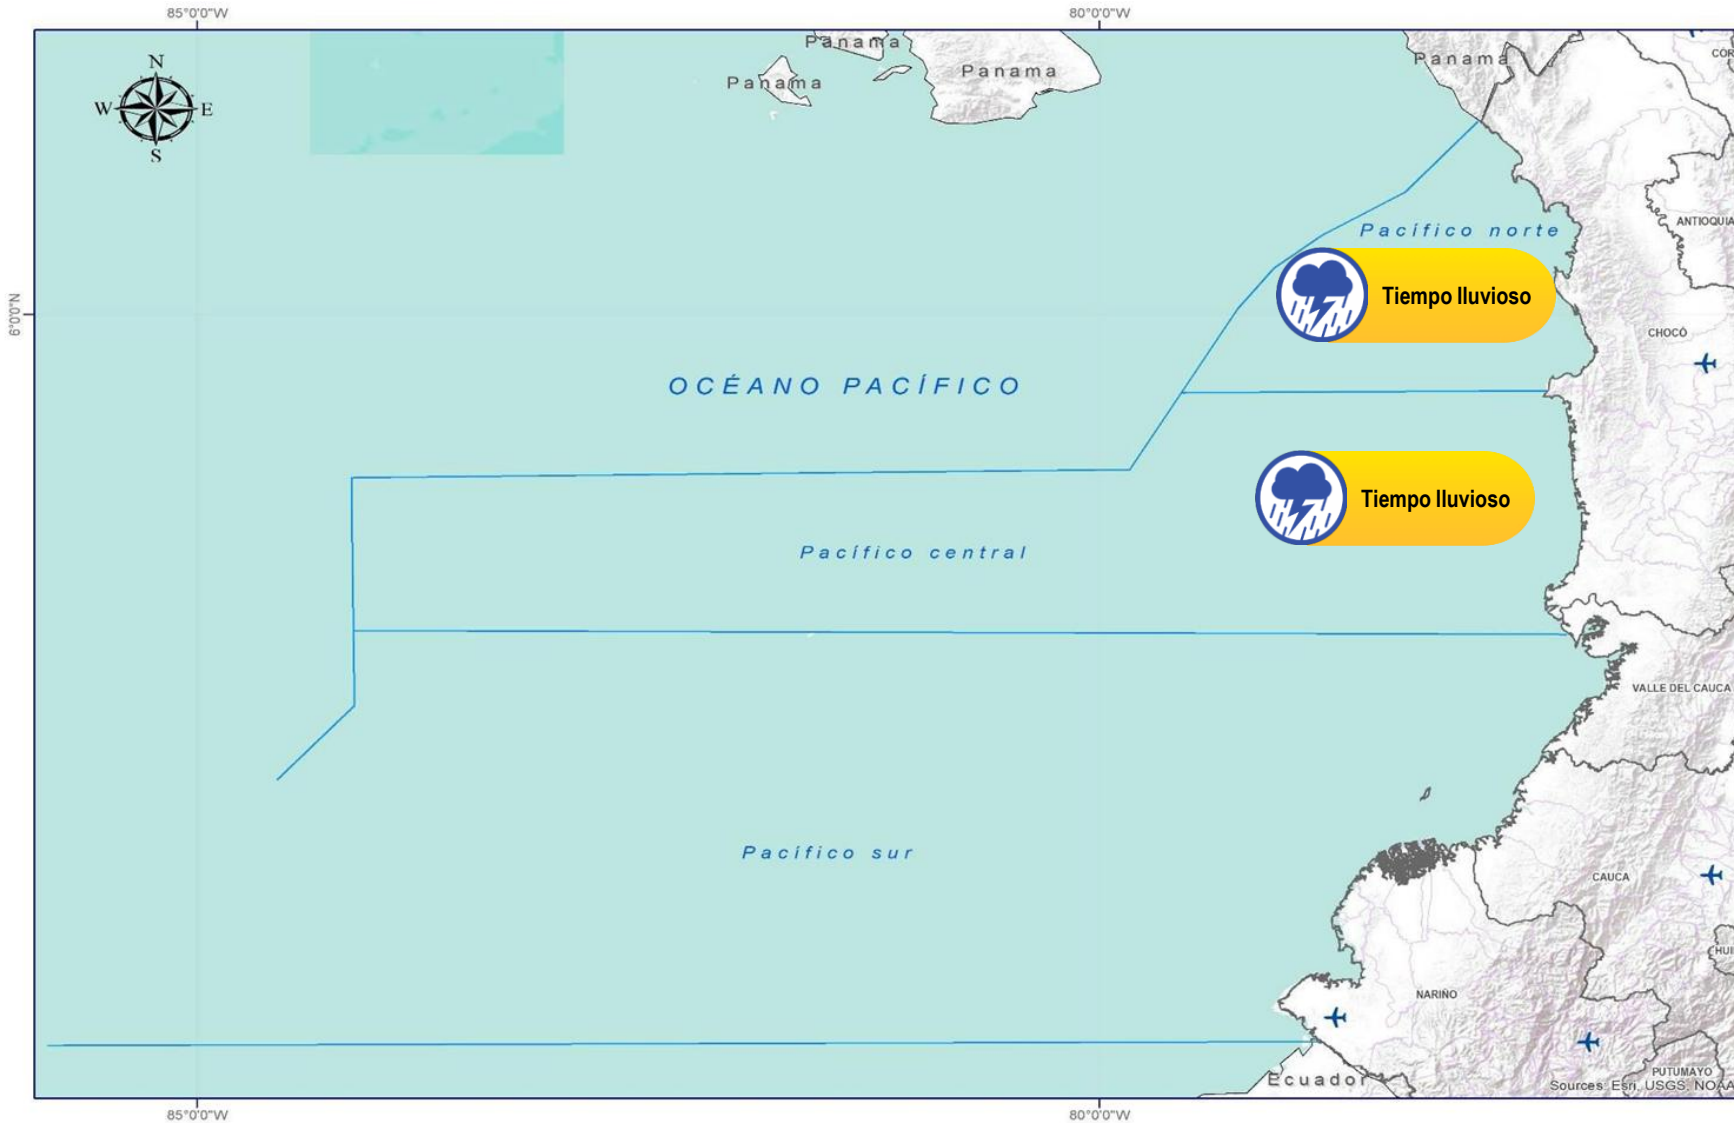 85°0'0"W
80°0'0"W
N
W
E
S
Panama
Panama
Panama
Panama
COR
ANTIOQUIA
Pacífico norte
Tiempo lluvioso
6°0'0"N
CHOCÓ
OCÉANO PACÍFICO
Tiempo lluvioso
Pacífico central
VALLE DEL CAUCA
Pacífico sur
CAUCA
HUI
NARIÑO
PUTUMAYO
Ecuador
Sources: Esri, USGS, NOAA
85°0'0"W
80°0'0"W